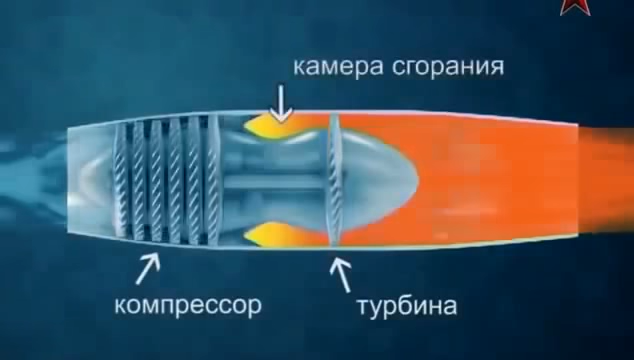 камера сгорания
компрессор
турбина